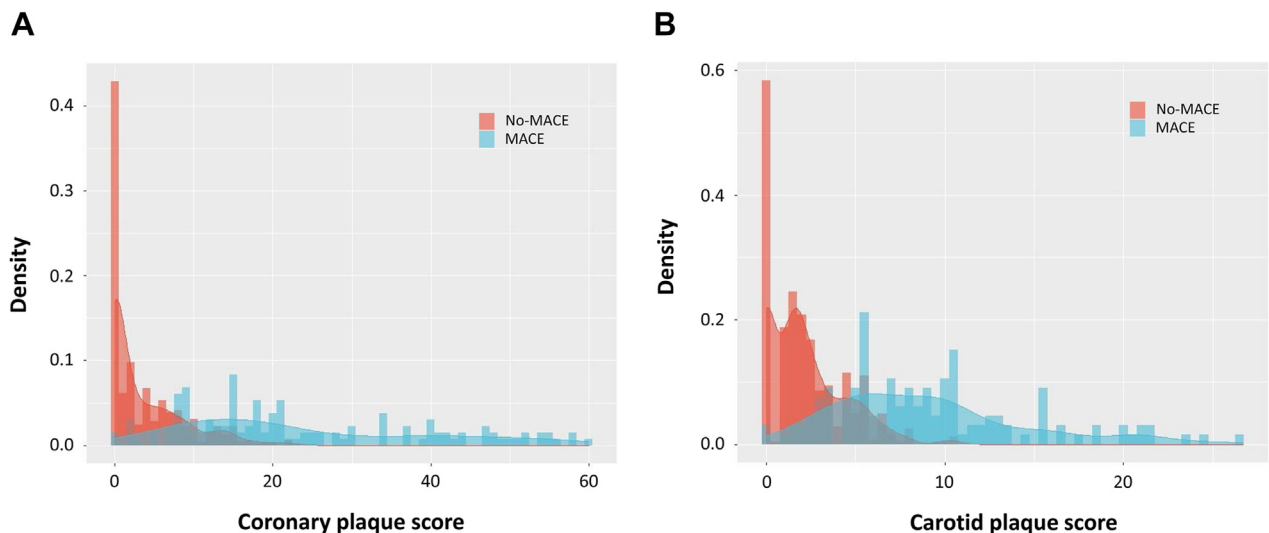 A
B
0.4
0.3
0.2
0.1
0.0
Density
0
20
40
60
Coronary plaque score
No-MACE
MACE
0.6
0.4
0.2
0.0
Density
0
10
20
Carotid plaque score
No-MACE
MACE